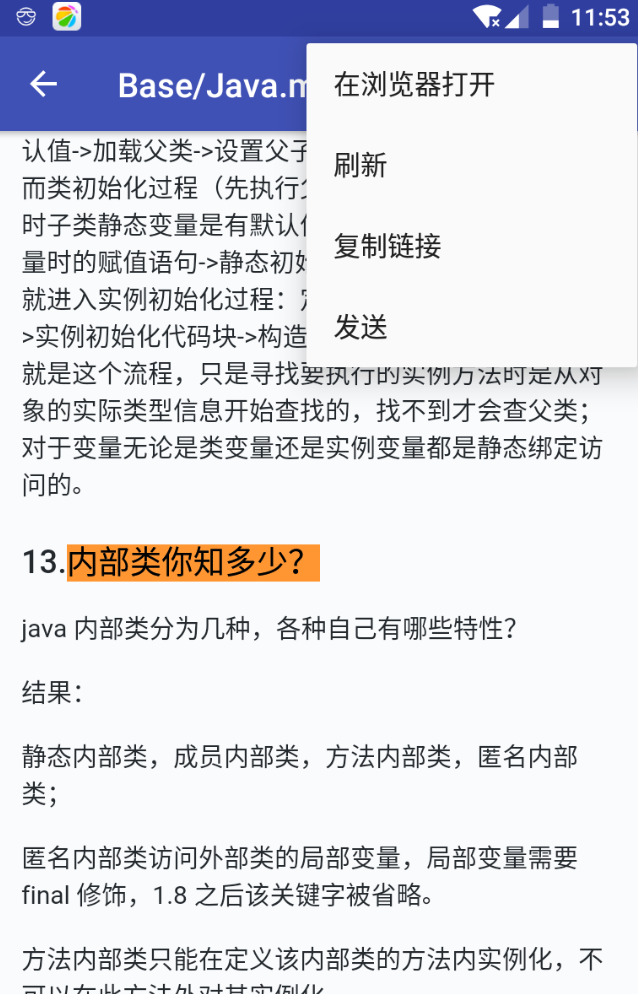 11:53
Base/Java.m
在浏览器打开
刷新
复制链接
发送
认值->加载父类->设置父子
而类初始化过程（先执行
时子类静态变量是有默认
量时的赋值语句->静态初
就进入实例初始化过程：
>实例初始化代码块->构造
就是这个流程，只是寻找要执行的实例方法时是从对
象的实际类型信息开始查找的，找不到才会查父类；
对于变量无论是类变量还是实例变量都是静态绑定访
问的。
13.内部类你知多少？
java 内部类分为几种，各种自己有哪些特性？
结果：
静态内部类，成员内部类，方法内部类，匿名内部
类；
匿名内部类访问外部类的局部变量，局部变量需要
final 修饰，1.8 之后该关键字被省略。
方法内部类只能在定义该内部类的方法内实例化，不
可以在此方法外对其实例化